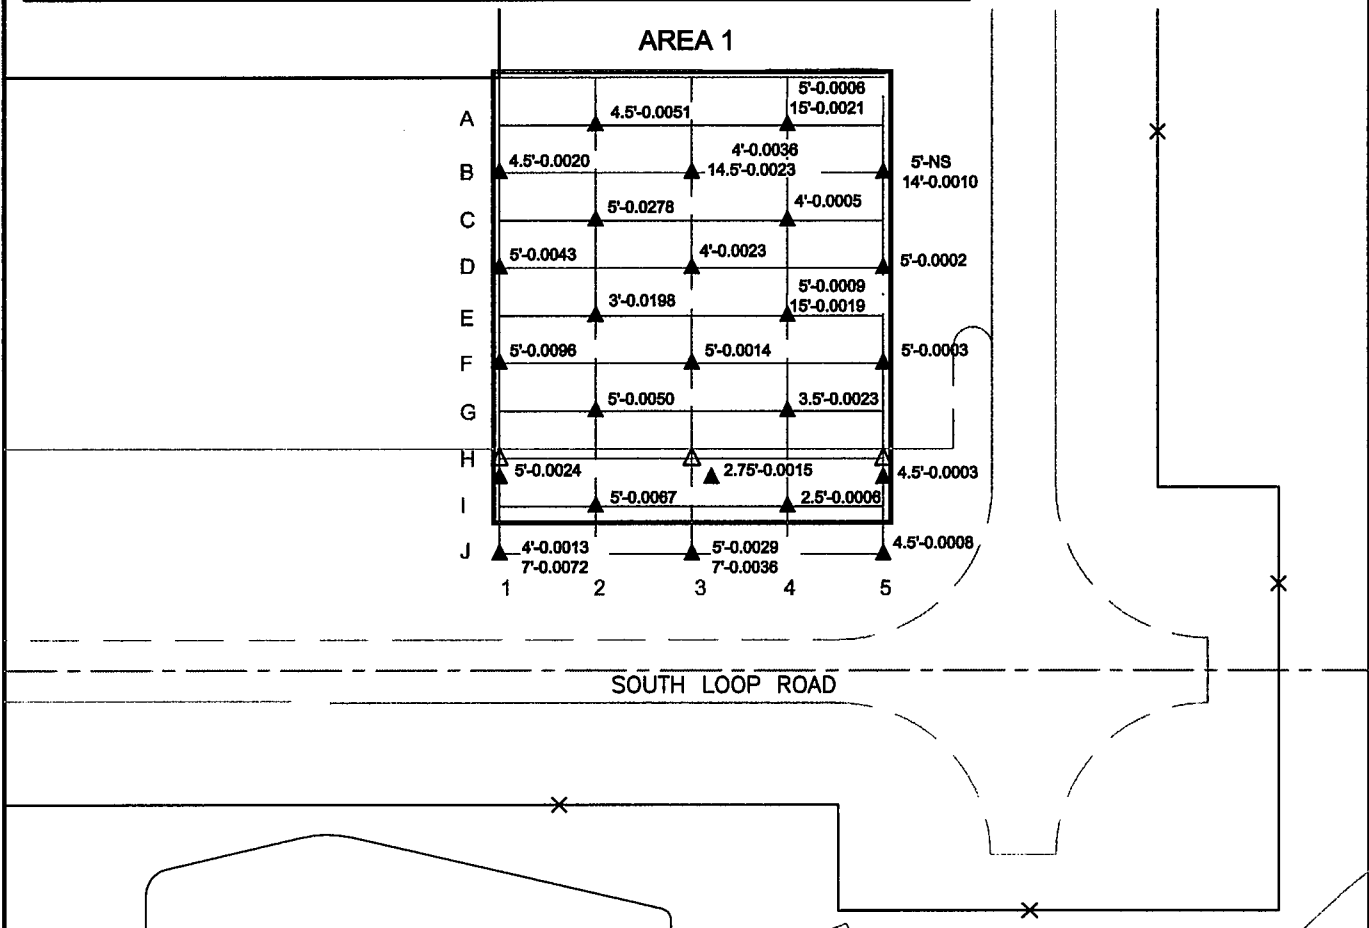 AREA 1
5'-0.0006
A 4.5'-0.0051 15'-0.0021
4'-0.0036
B 4.5'-0.0020 14.5'-0.0023 5'-NS
14'-0.0010
C 5'-0.0278 4'-0.0005
D 5'-0.0043 4'-0.0023 5'-0.0002
5'-0.0009
E 3'-0.0198 15'-0.0019
F 5'-0.0096 5'-0.0014 5'-0.0003
G 5'-0.0050 3.5'-0.0023
H 5'-0.0024 2.75'-0.0015 4.5'-0.0003
I 5'-0.0067 2.5'-0.0006
J 4'-0.0013 5'-0.0029 4.5'-0.0008
7'-0.0072 7'-0.0036
1 2 3 4 5
SOUTH LOOP ROAD